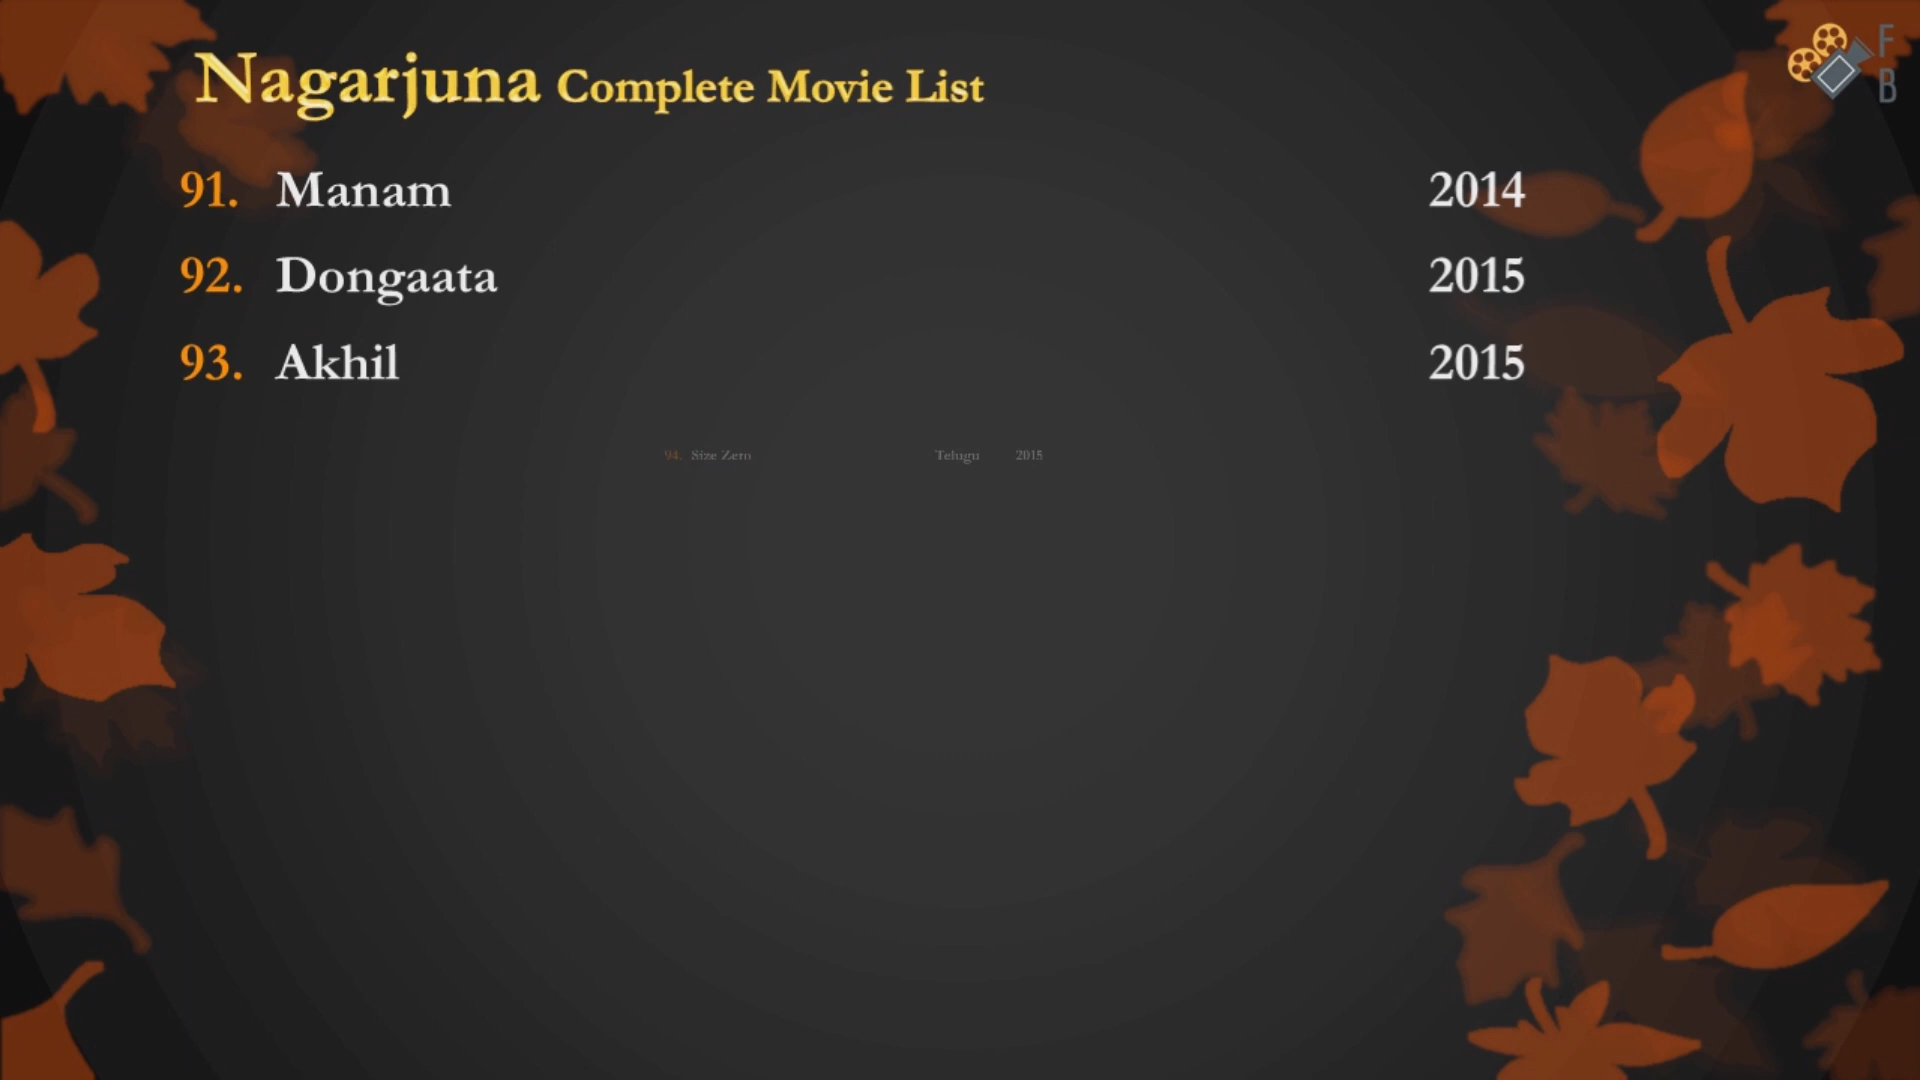 Nagarjuna Complete Movie List
F
B
91. Manam 2014
92. Dongaata 2015
93. Akhil 2015
94. Size Zero Telugu 2015